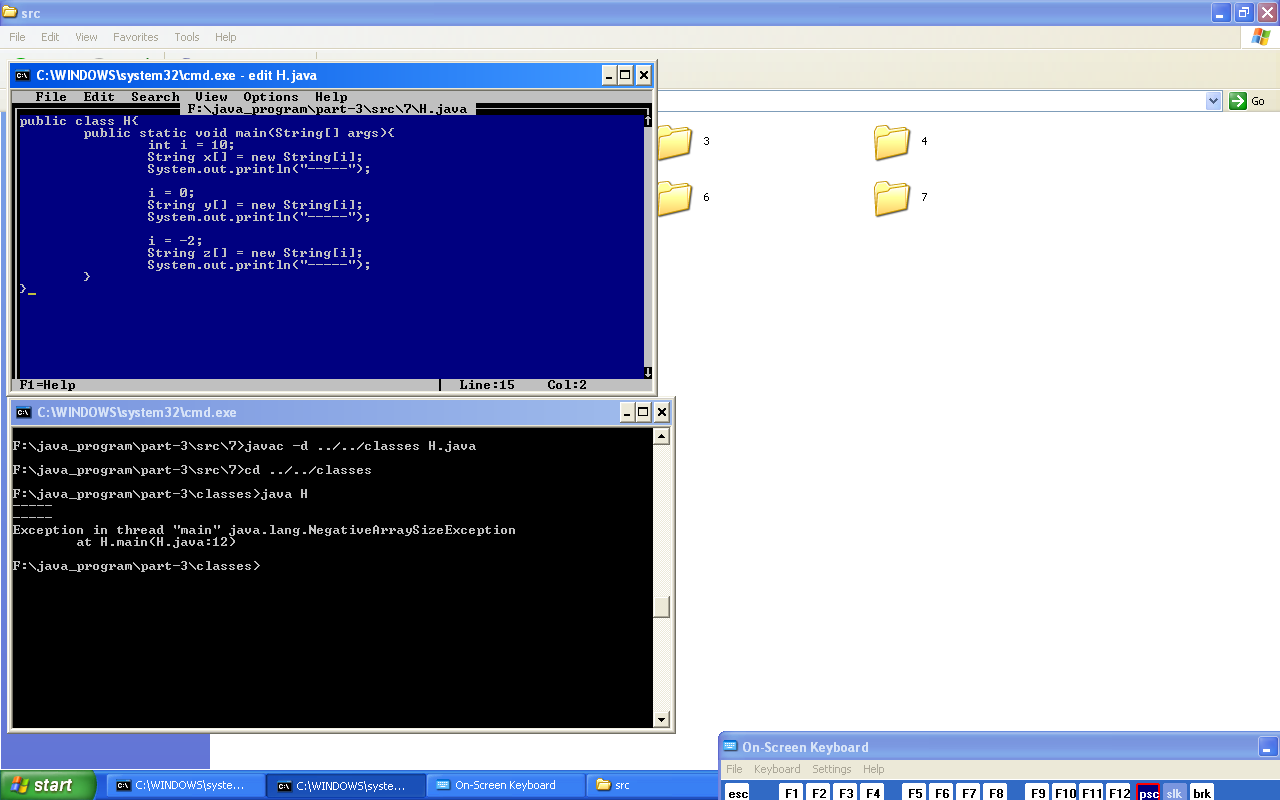 src
File Edit View Favorites Tools Help
Go
3
4
6
7
C:\WINDOWS\system32\cmd.exe - edit H.java
File Edit Search View Options Help
F:\java_program\part-3\src\7\H.java
public class H{
public static void main(String[] args){
int i = 10;
String x[] = new String[i];
System.out.println("-----");
i = 0;
String y[] = new String[i];
System.out.println("-----");
i = -2;
String z[] = new String[i];
System.out.println("-----");
}
}_
F1=Help | Line:15 Col:2
C:\WINDOWS\system32\cmd.exe
F:\java_program\part-3\src\7>javac -d ../../classes H.java
F:\java_program\part-3\src\7>cd ../../classes
F:\java_program\part-3\classes>java H
-----
-----
Exception in thread "main" java.lang.NegativeArraySizeException
at H.main(H.java:12)
F:\java_program\part-3\classes>
On-Screen Keyboard
File Keyboard Settings Help
esc F1 F2 F3 F4 F5 F6 F7 F8 F9 F10 F11 F12 psc slk brk
start
C:\WINDOWS\syste...
C:\WINDOWS\syste...
On-Screen Keyboard
src